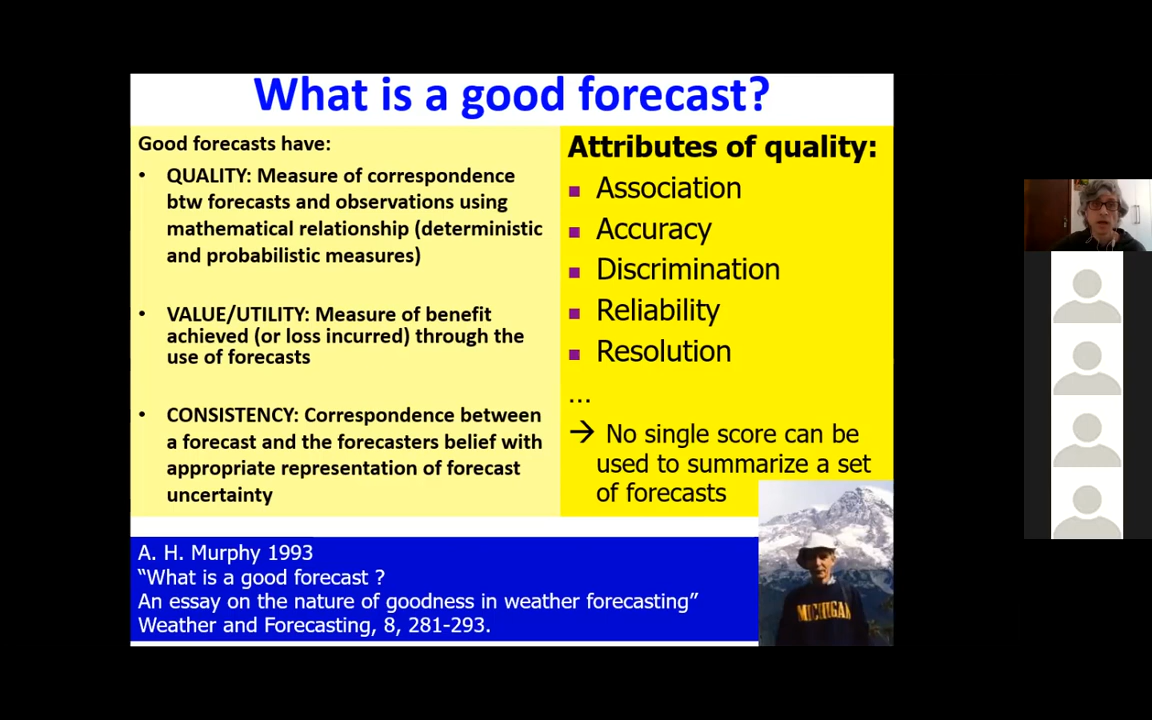 What is a good forecast?
Good forecasts have:
• QUALITY: Measure of correspondence
btw forecasts and observations using
mathematical relationship (deterministic
and probabilistic measures)
• VALUE/UTILITY: Measure of benefit
achieved (or loss incurred) through the
use of forecasts
• CONSISTENCY: Correspondence between
a forecast and the forecasters belief with
appropriate representation of forecast
uncertainty
Attributes of quality:
■ Association
■ Accuracy
■ Discrimination
■ Reliability
■ Resolution
...
→ No single score can be
used to summarize a set
of forecasts
A. H. Murphy 1993
“What is a good forecast ?
An essay on the nature of goodness in weather forecasting”
Weather and Forecasting, 8, 281-293.
MICHIGAN